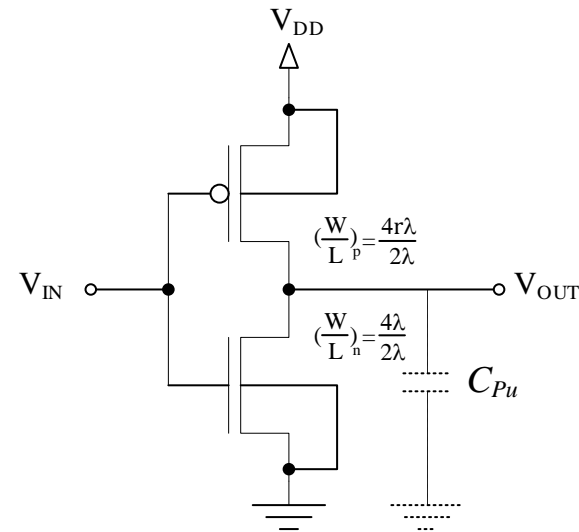 V_DD
(W/L)_p = 4rλ/2λ
V_IN
V_OUT
(W/L)_n = 4λ/2λ
C_Pu